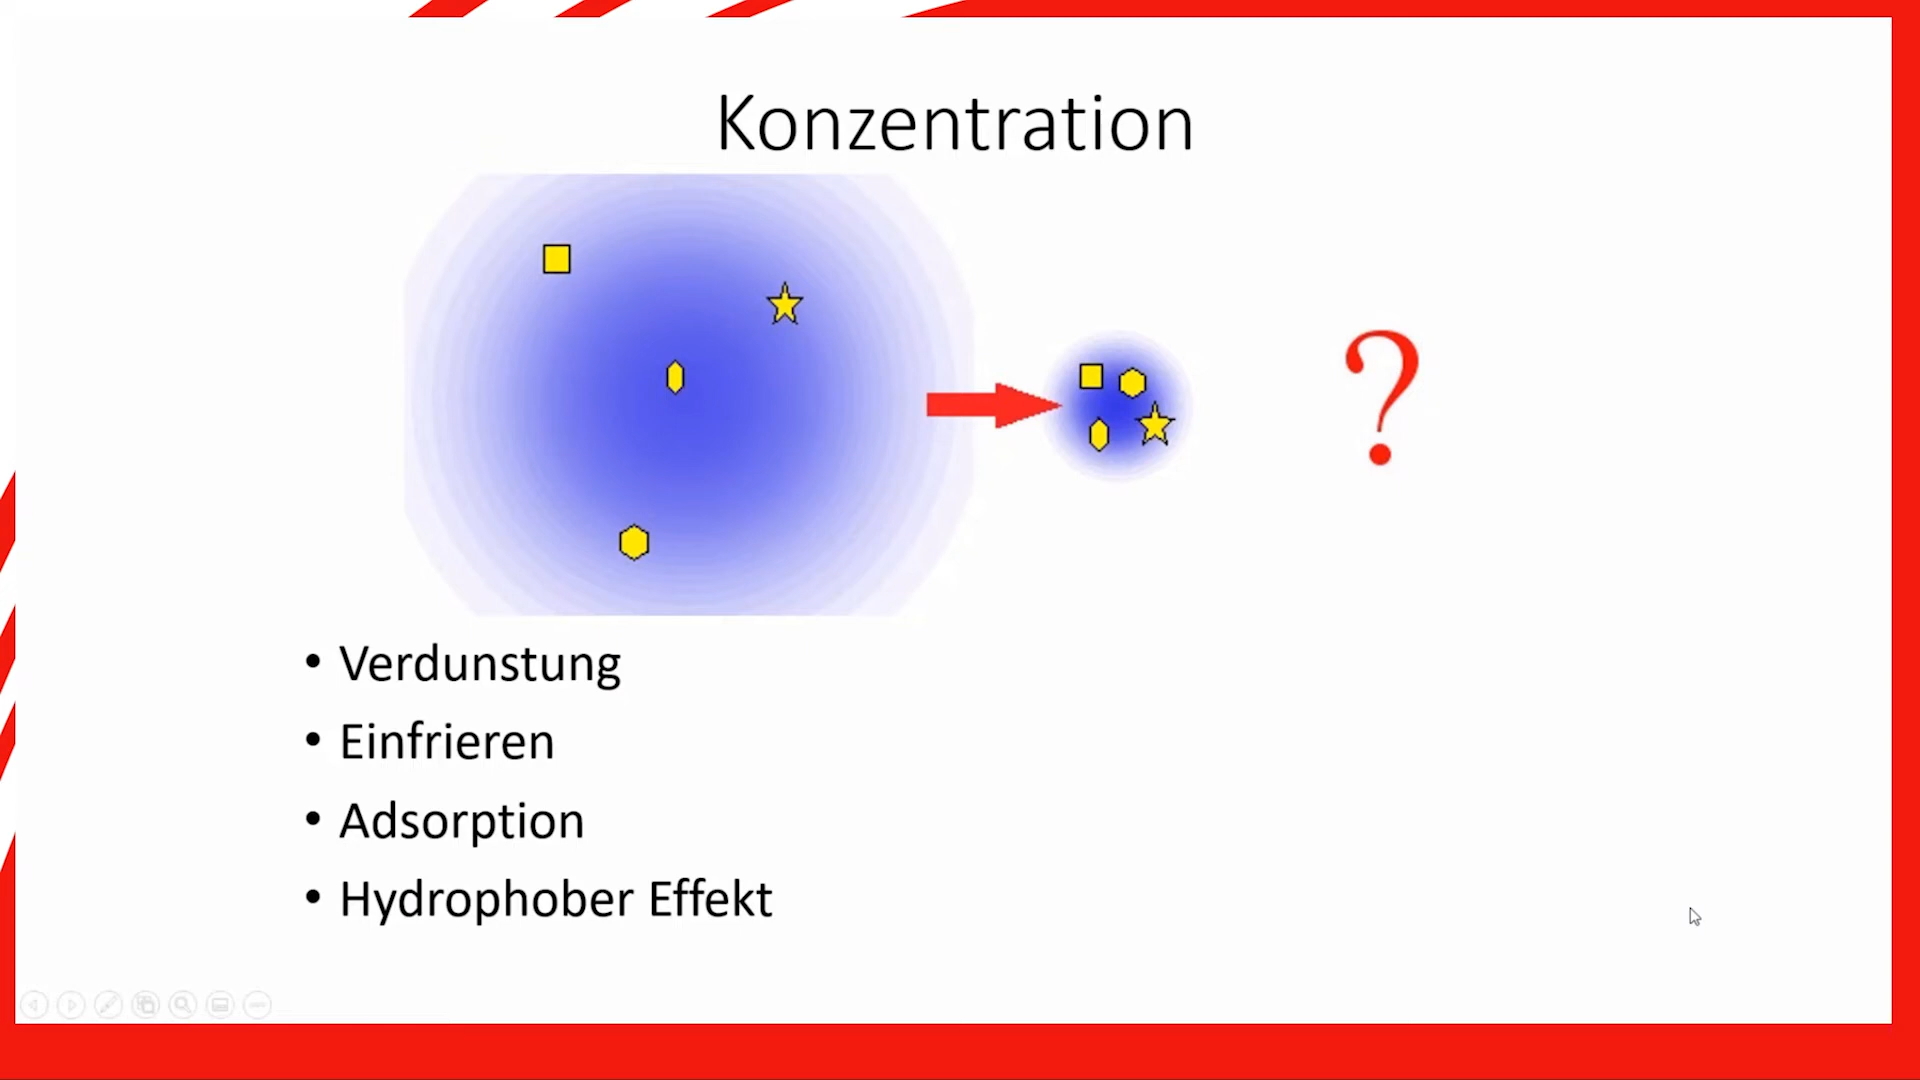 Konzentration
?
• Verdunstung
• Einfrieren
• Adsorption
• Hydrophober Effekt